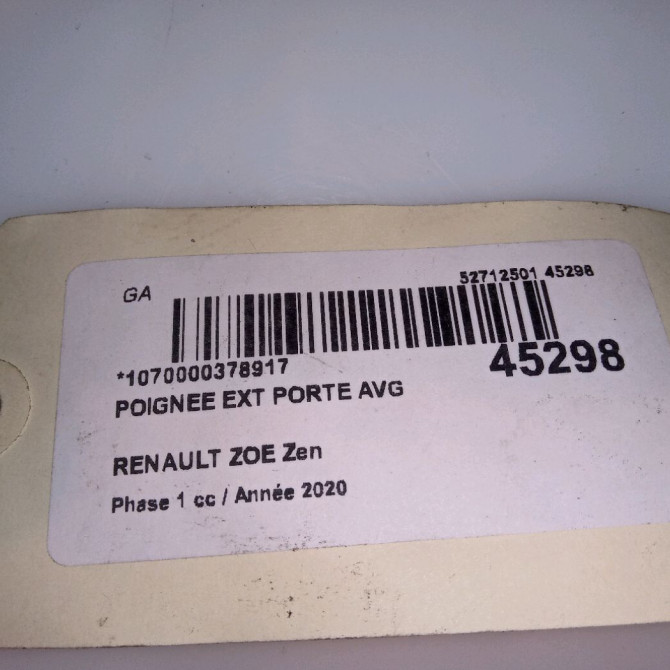 GA
52712501 45298
*1070000378917
45298
POIGNEE EXT PORTE AVG
RENAULT ZOE Zen
Phase 1 cc / Année 2020